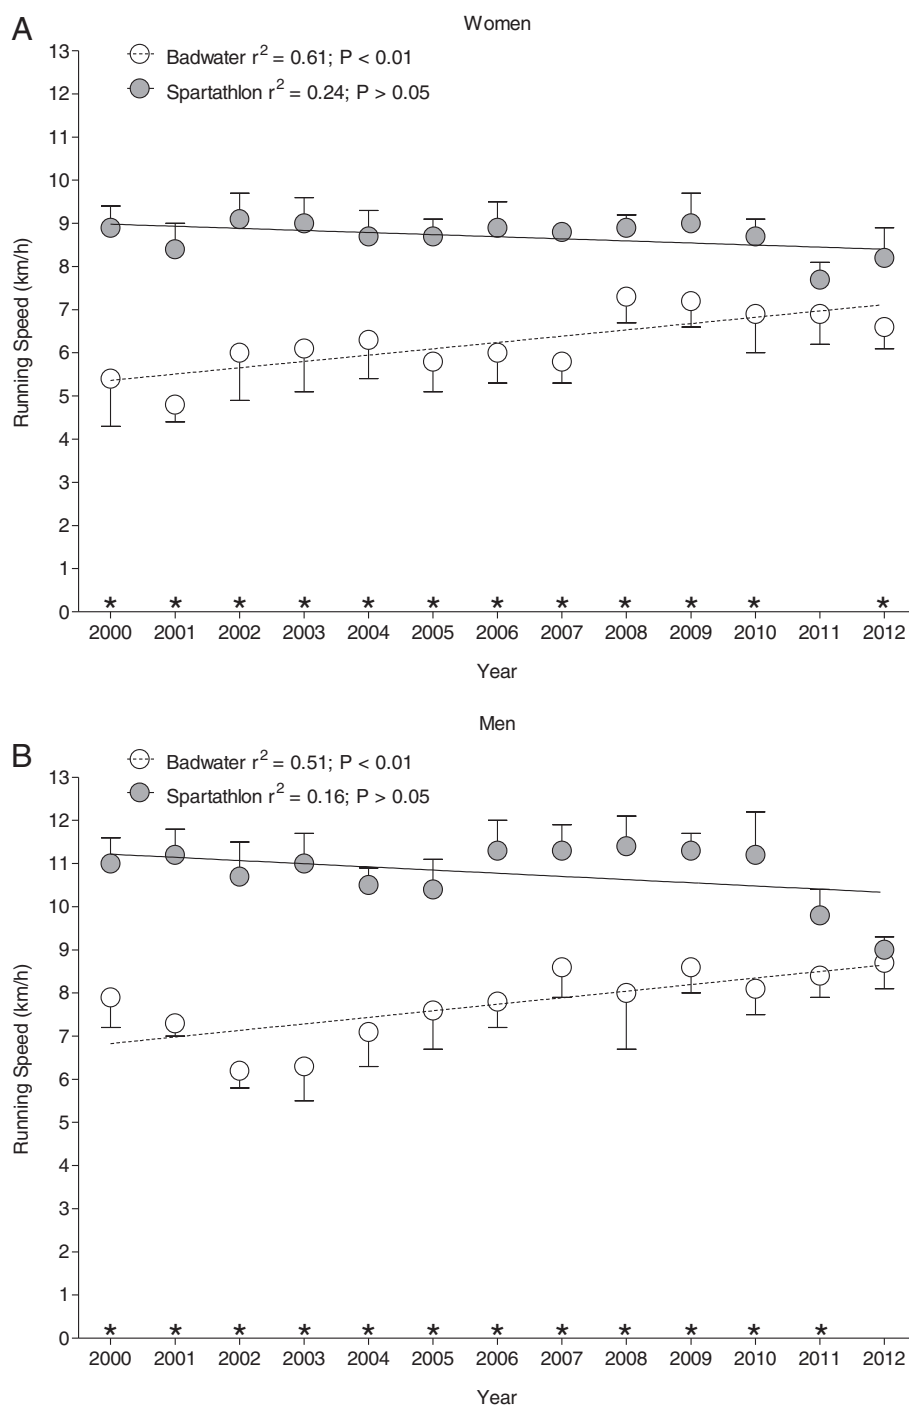 A
Women
Badwater r² = 0.61; P < 0.01
Spartathlon r² = 0.24; P > 0.05
13
12
11
10
9
8
7
6
5
4
3
2
1
0
Running Speed (km/h)
* * * * * * * * * * * *
2000 2001 2002 2003 2004 2005 2006 2007 2008 2009 2010 2011 2012
Year
Men
B
Badwater r² = 0.51; P < 0.01
Spartathlon r² = 0.16; P > 0.05
13
12
11
10
9
8
7
6
5
4
3
2
1
0
Running Speed (km/h)
* * * * * * * * * * * *
2000 2001 2002 2003 2004 2005 2006 2007 2008 2009 2010 2011 2012
Year